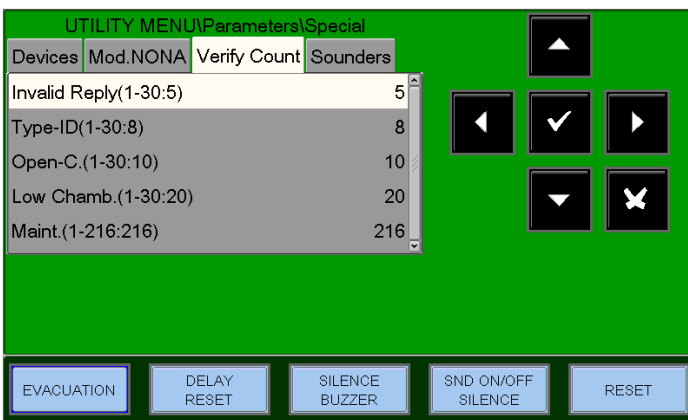 UTILITY MENU\Parameters\Special
Devices Mod.NONA Verify Count Sounders
Invalid Reply(1-30:5) 5
Type-ID(1-30:8) 8
Open-C.(1-30:10) 10
Low Chamb.(1-30:20) 20
Maint.(1-216:216) 216
EVACUATION
DELAY
RESET
SILENCE
BUZZER
SND ON/OFF
SILENCE
RESET